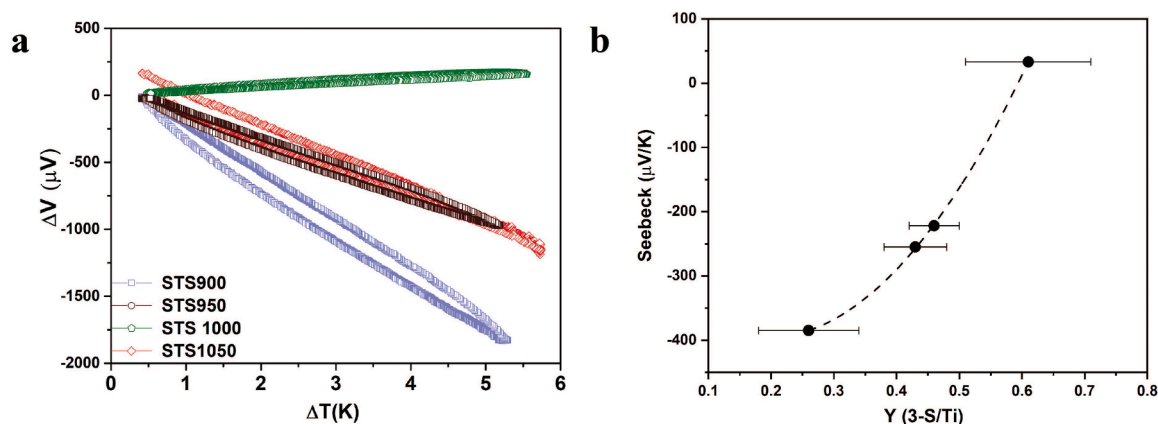 a
500
0
-500
-1000
-1500
-2000
ΔV (μV)
STS900
STS950
STS 1000
STS1050
0 1 2 3 4 5 6
ΔT(K)
b
100
0
-100
-200
-300
-400
Seebeck (μV/K)
0.1 0.2 0.3 0.4 0.5 0.6 0.7 0.8
Y (3-S/Ti)